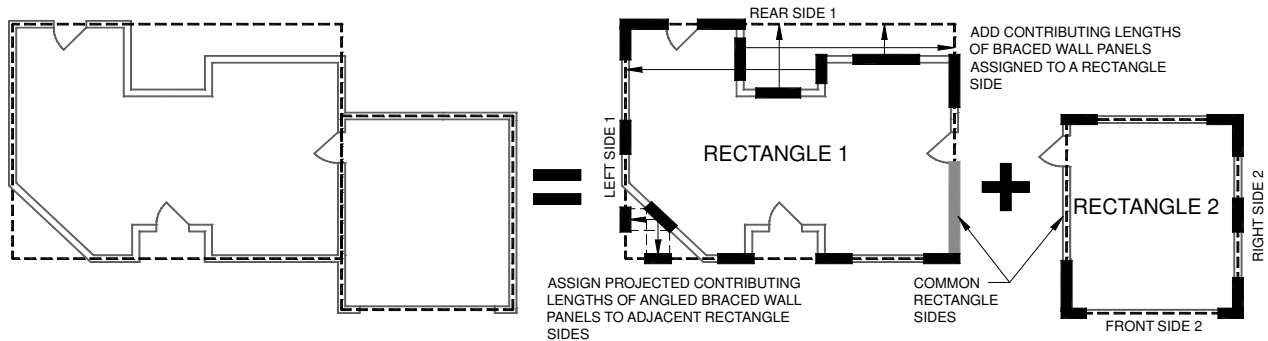 REAR SIDE 1
ADD CONTRIBUTING LENGTHS
OF BRACED WALL PANELS
ASSIGNED TO A RECTANGLE
SIDE
LEFT SIDE 1
RECTANGLE 1
RECTANGLE 2
RIGHT SIDE 2
ASSIGN PROJECTED CONTRIBUTING
LENGTHS OF ANGLED BRACED WALL
PANELS TO ADJACENT RECTANGLE
SIDES
COMMON
RECTANGLE
SIDES
FRONT SIDE 2